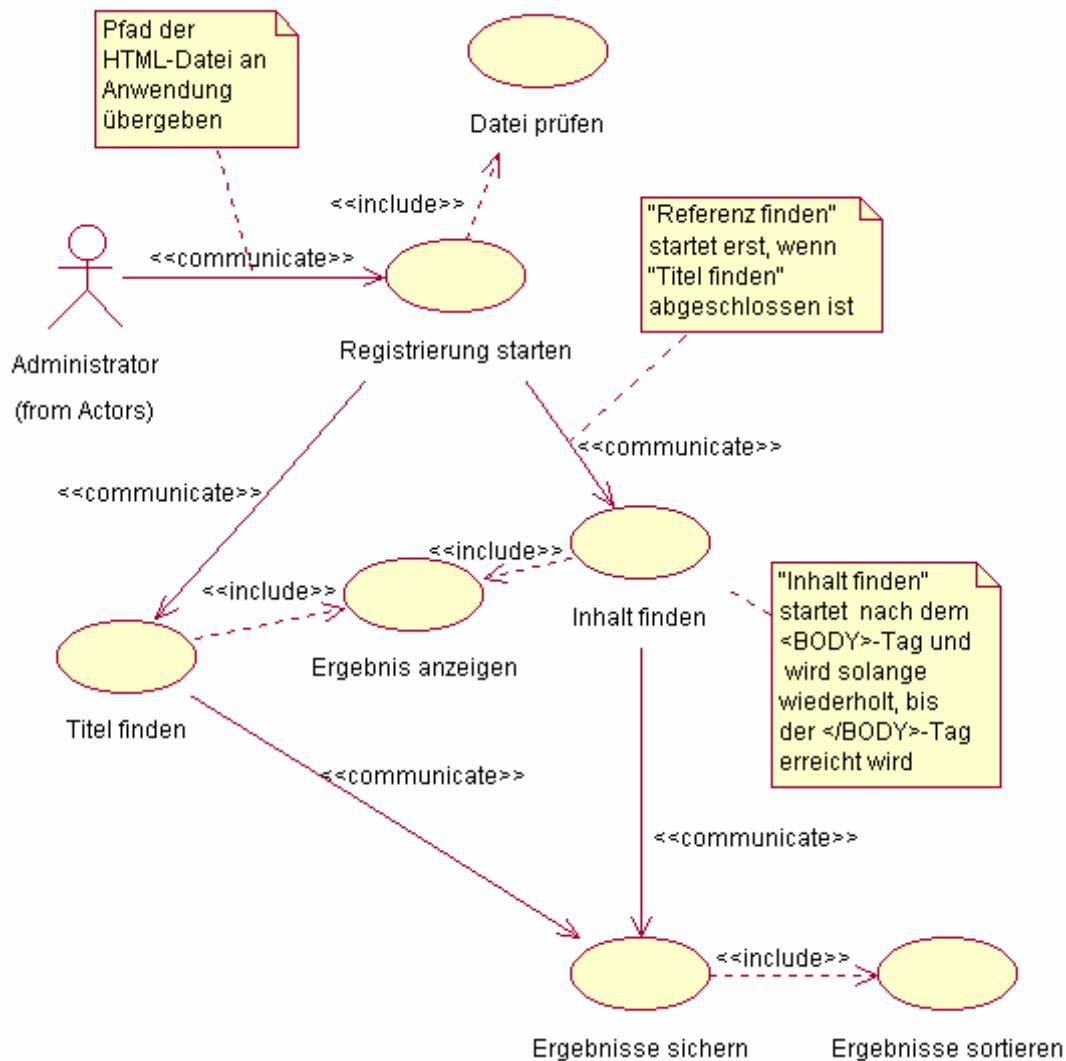 Pfad der
HTML-Datei an
Anwendung
übergeben
Datei prüfen
<<include>>
"Referenz finden"
startet erst, wenn
"Titel finden"
abgeschlossen ist
<<communicate>>
Registrierung starten
Administrator
(from Actors)
<<communicate>>
<<communicate>>
<<include>>
<<include>>
Inhalt finden
"Inhalt finden"
startet nach dem
<BODY>-Tag und
wird solange
wiederholt, bis
der </BODY>-Tag
erreicht wird
Ergebnis anzeigen
Titel finden
<<communicate>>
<<communicate>>
<<include>>
Ergebnisse sichern
Ergebnisse sortieren